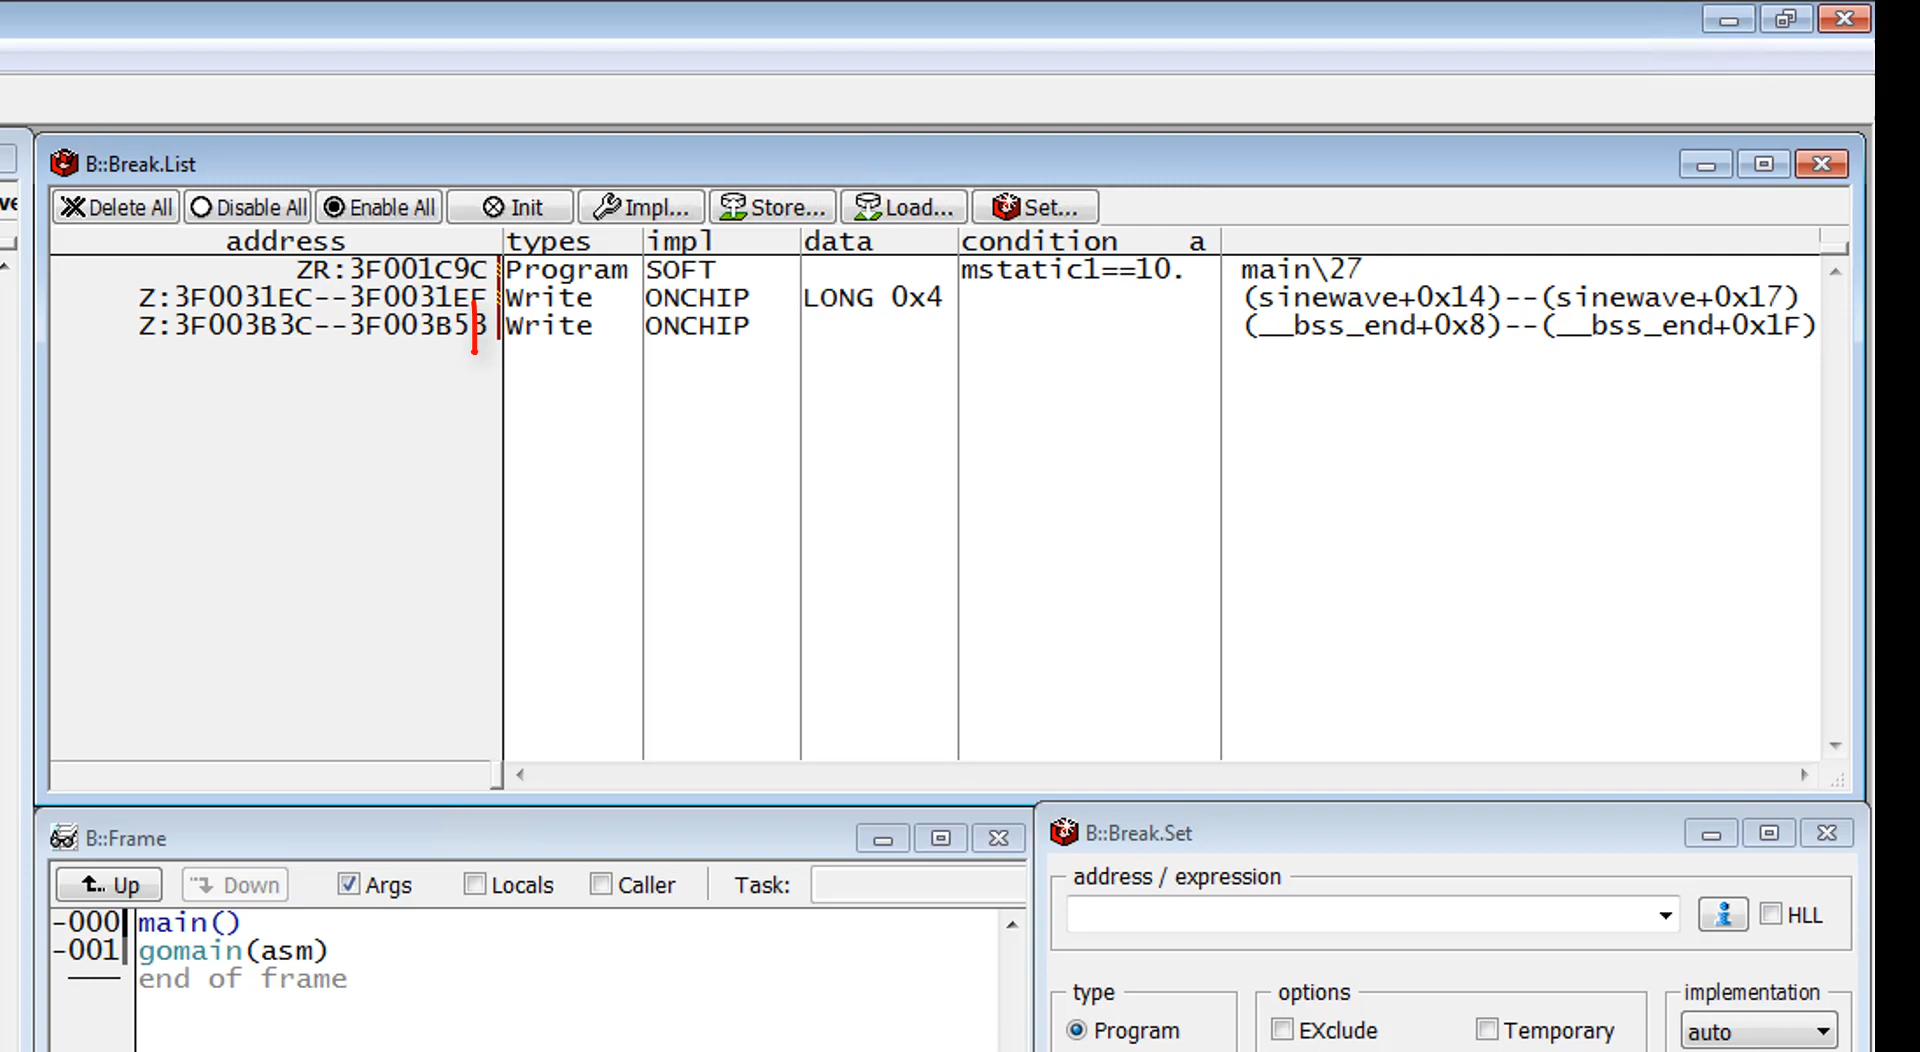 B::Break.List
ve
Delete All Disable All Enable All Init Impl... Store... Load... Set...
address types impl data condition a
ZR:3F001C9C Program SOFT mstatic1==10. main\27
Z:3F0031EC--3F0031EF Write ONCHIP LONG 0x4 (sinewave+0x14)--(sinewave+0x17)
Z:3F003B3C--3F003B53 Write ONCHIP (__bss_end+0x8)--(__bss_end+0x1F)
B::Frame
Up Down Args Locals Caller Task:
-000 main()
-001 gomain(asm)
end of frame
B::Break.Set
address / expression
HLL
type options implementation
Program EXclude Temporary auto